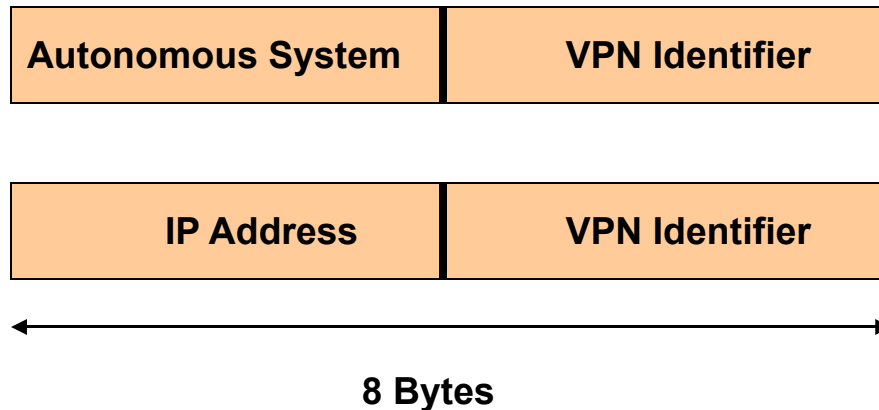 Autonomous System VPN Identifier
IP Address VPN Identifier
8 Bytes